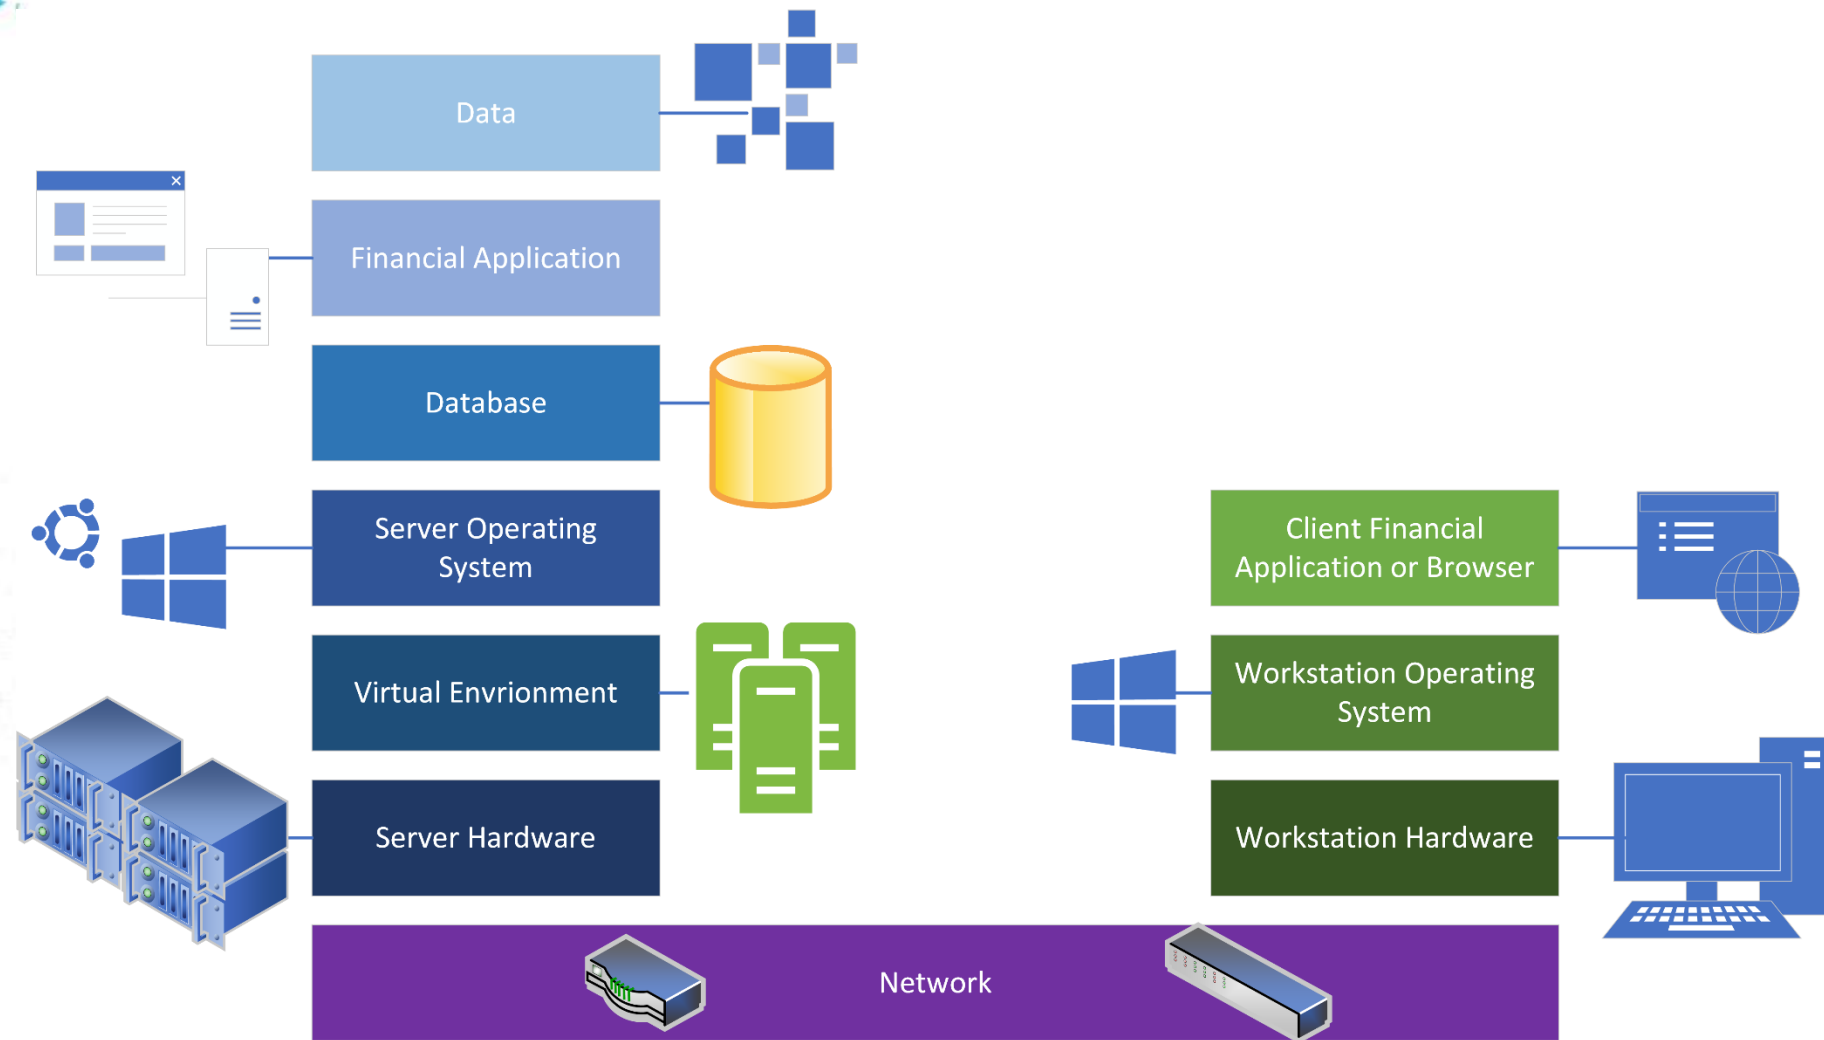 Data
Financial Application
Database
Server Operating
System
Virtual Envrionment
Server Hardware
Client Financial
Application or Browser
Workstation Operating
System
Workstation Hardware
Network